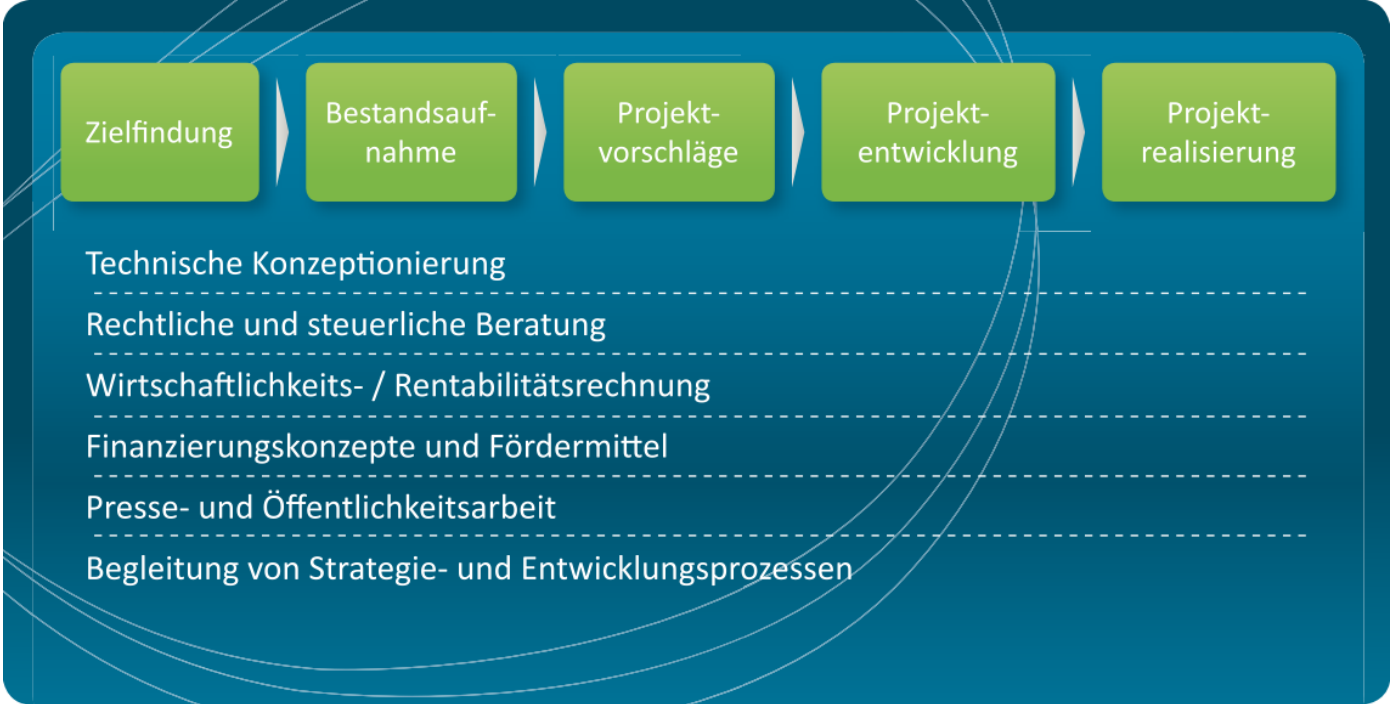 Zielfindung
Bestandsauf-
nahme
Projekt-
vorschläge
Projekt-
entwicklung
Projekt-
realisierung
Technische Konzeptionierung
Rechtliche und steuerliche Beratung
Wirtschaftlichkeits- / Rentabilitätsrechnung
Finanzierungskonzepte und Fördermittel
Presse- und Öffentlichkeitsarbeit
Begleitung von Strategie- und Entwicklungsprozessen